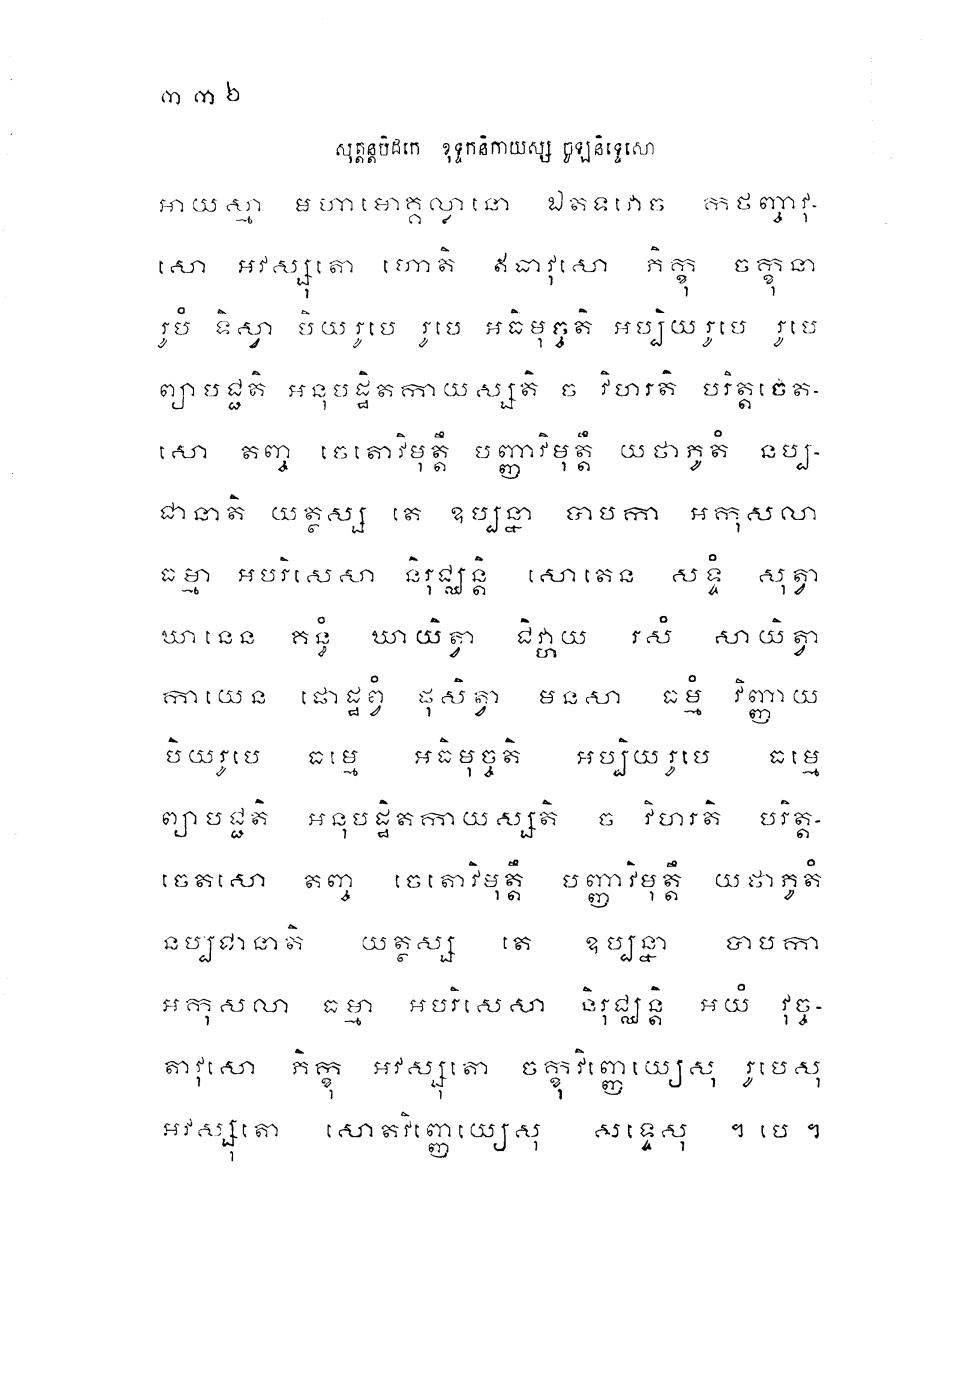 ៣៣៦
សុត្តន្តបិដកេ ខុទ្ទកនិកាយស្ស ចូឡនិទ្ទេសោ
អាយស្មា មហាមោគ្គល្លានោ ឯតទវោច កថញ្ចាវុ-
សោ អវស្សុតោ ហោតិ ឥធាវុសោ ភិក្ខុ ចក្ខុនា
រូបំ ទិស្វា បិយរូបេ រូបេ អធិមុច្ចតិ អប្បិយរូបេ រូបេ
ព្យាបជ្ជតិ អនុបដ្ឋិតកាយស្សតិ ច វិហរតិ បរិត្តចេត-
សោ តញ្ច ចេតោវិមុត្តឹ បញ្ញាវិមុត្តឹ យថាភូតំ នប្ប-
ជានាតិ យត្ថស្ស តេ ឧប្បន្នា បាបកា អកុសលា
ធម្មា អបរិសេសា និរុជ្ឈន្តិ សោតេន សទ្ទំ សុត្វា
ឃានេន គន្ធំ ឃាយិត្វា ជិវ្ហាយ រសំ សាយិត្វា
កាយេន ផោដ្ឋព្វំ ផុសិត្វា មនសា ធម្មំ វិញ្ញាយ
បិយរូបេ ធម្មេ អធិមុច្ចតិ អប្បិយរូបេ ធម្មេ
ព្យាបជ្ជតិ អនុបដ្ឋិតកាយស្សតិ ច វិហរតិ បរិត្ត-
ចេតសោ តញ្ច ចេតោវិមុត្តឹ បញ្ញាវិមុត្តឹ យថាភូតំ
នប្បជានាតិ យត្ថស្ស តេ ឧប្បន្នា បាបកា
អកុសលា ធម្មា អបរិសេសា និរុជ្ឈន្តិ អយំ វុច្ច-
តាវុសោ ភិក្ខុ អវស្សុតោ ចក្ខុវិញ្ញេយ្យេសុ រូបេសុ
អវស្សុតោ សោតវិញ្ញេយ្យេសុ សទ្ទេសុ ។ បេ ។